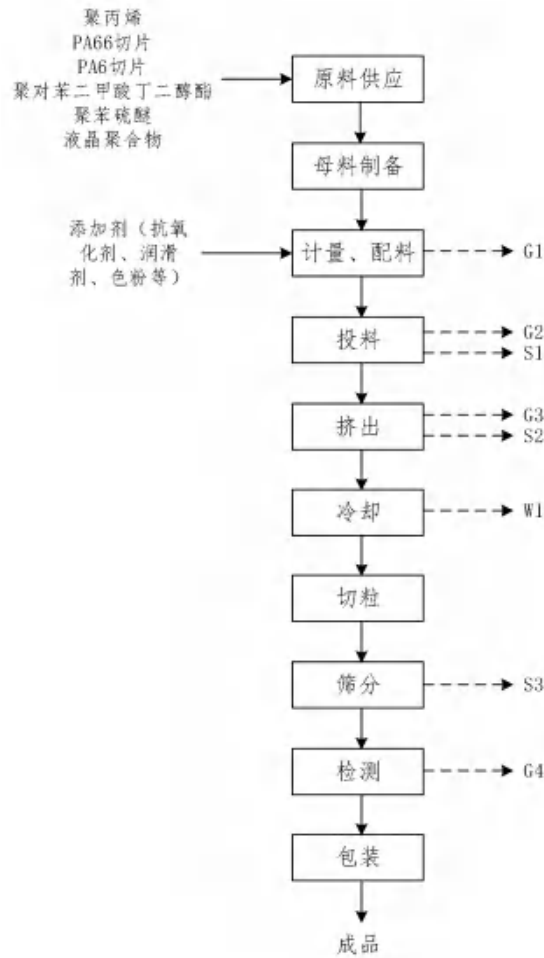 聚丙烯
PA66切片
PA6切片
聚对苯二甲酸丁二醇酯
聚苯硫醚
液晶聚合物
原料供应
母料制备
添加剂（抗氧
化剂、润滑
剂、色粉等）
计量、配料
G1
投料
G2
S1
挤出
G3
S2
冷却
W1
切粒
筛分
S3
检测
G4
包装
成品